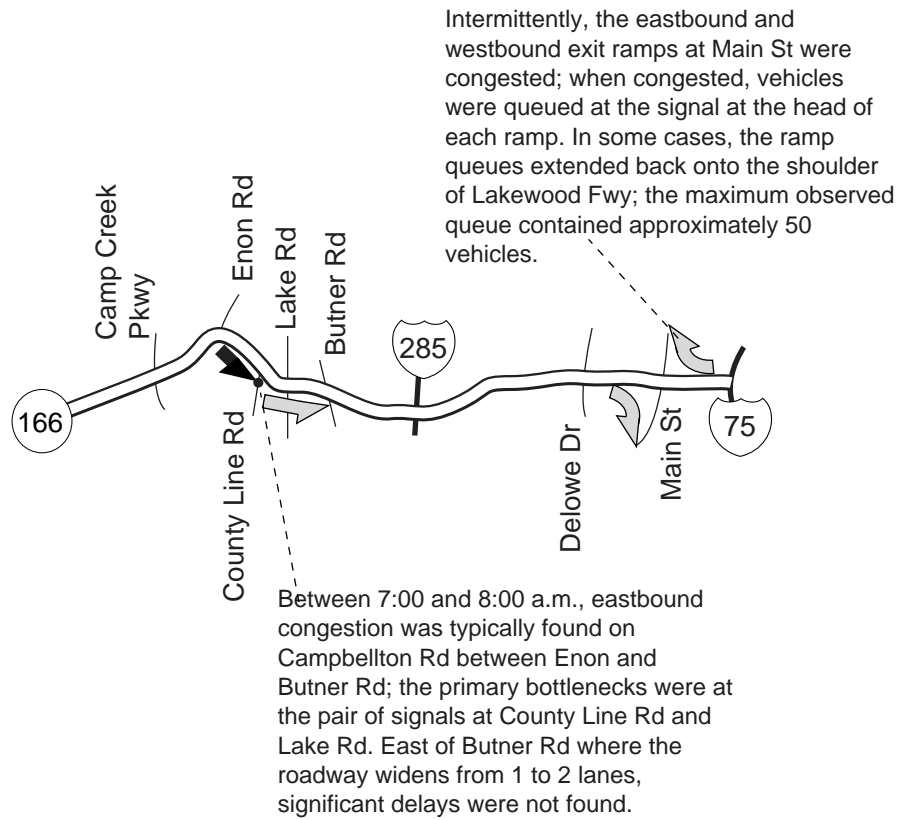 Intermittently, the eastbound and
westbound exit ramps at Main St were
congested; when congested, vehicles
were queued at the signal at the head of
each ramp. In some cases, the ramp
queues extended back onto the shoulder
of Lakewood Fwy; the maximum observed
queue contained approximately 50
vehicles.
Camp Creek
Pkwy
Enon Rd
Lake Rd
Butner Rd
285
166
County Line Rd
Delowe Dr
Main St
75
Between 7:00 and 8:00 a.m., eastbound
congestion was typically found on
Campbellton Rd between Enon and
Butner Rd; the primary bottlenecks were at
the pair of signals at County Line Rd and
Lake Rd. East of Butner Rd where the
roadway widens from 1 to 2 lanes,
significant delays were not found.